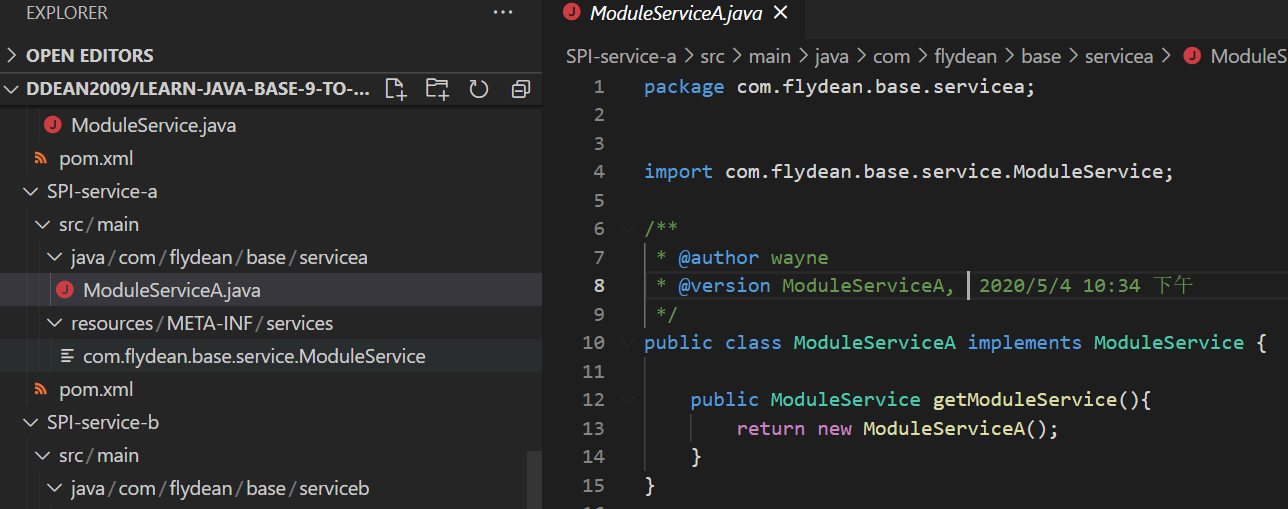 EXPLORER
···
OPEN EDITORS
DDEAN2009/LEARN-JAVA-BASE-9-TO-...
ModuleService.java
pom.xml
SPI-service-a
src/main
java/com/flydean/base/servicea
ModuleServiceA.java
resources/META-INF/services
com.flydean.base.service.ModuleService
pom.xml
SPI-service-b
src/main
java/com/flydean/base/serviceb
ModuleServiceA.java
SPI-service-a > src > main > java > com > flydean > base > servicea > ModuleS
1 package com.flydean.base.servicea;
2
3
4 import com.flydean.base.service.ModuleService;
5
6 /**
7 * @author wayne
8 * @version ModuleServiceA, 2020/5/4 10:34 下午
9 */
10 public class ModuleServiceA implements ModuleService {
11
12 public ModuleService getModuleService(){
13 return new ModuleServiceA();
14 }
15 }